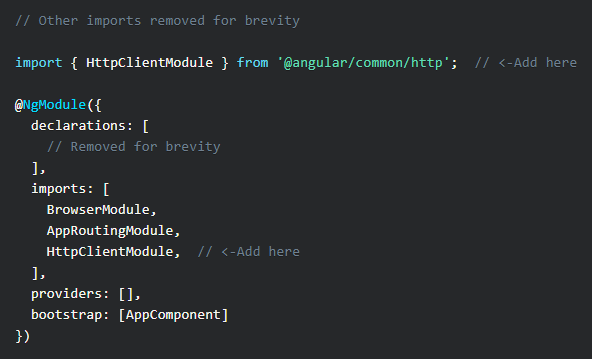 // Other imports removed for brevity
import { HttpClientModule } from '@angular/common/http';  // <-Add here
@NgModule({
  declarations: [
    // Removed for brevity
  ],
  imports: [
    BrowserModule,
    AppRoutingModule,
    HttpClientModule,  // <-Add here
  ],
  providers: [],
  bootstrap: [AppComponent]
})